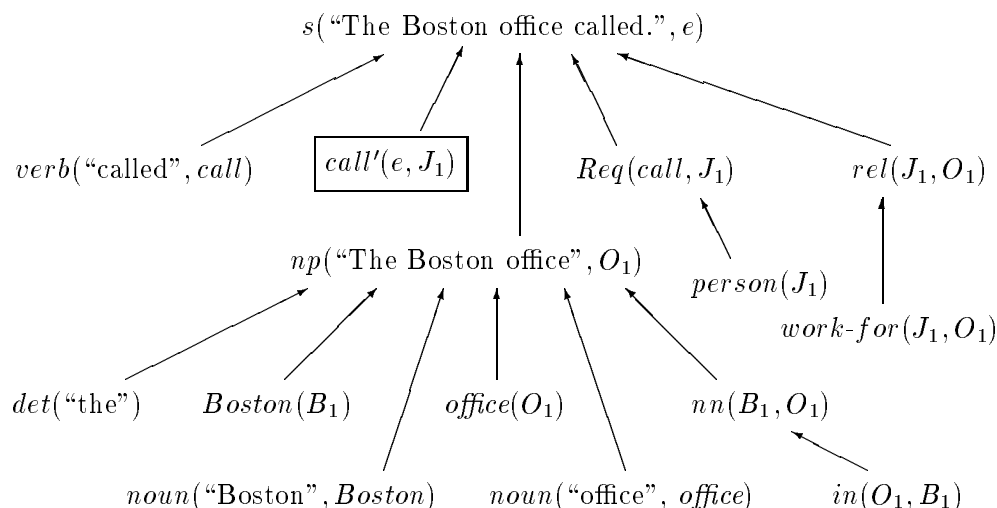 s(“The Boston office called.”, e)
verb(“called”, call) call′(e, J₁) Req(call, J₁) rel(J₁, O₁)
np(“The Boston office”, O₁)
person(J₁)
work-for(J₁, O₁)
det(“the”) Boston(B₁) office(O₁) nn(B₁, O₁)
noun(“Boston”, Boston) noun(“office”, office) in(O₁, B₁)